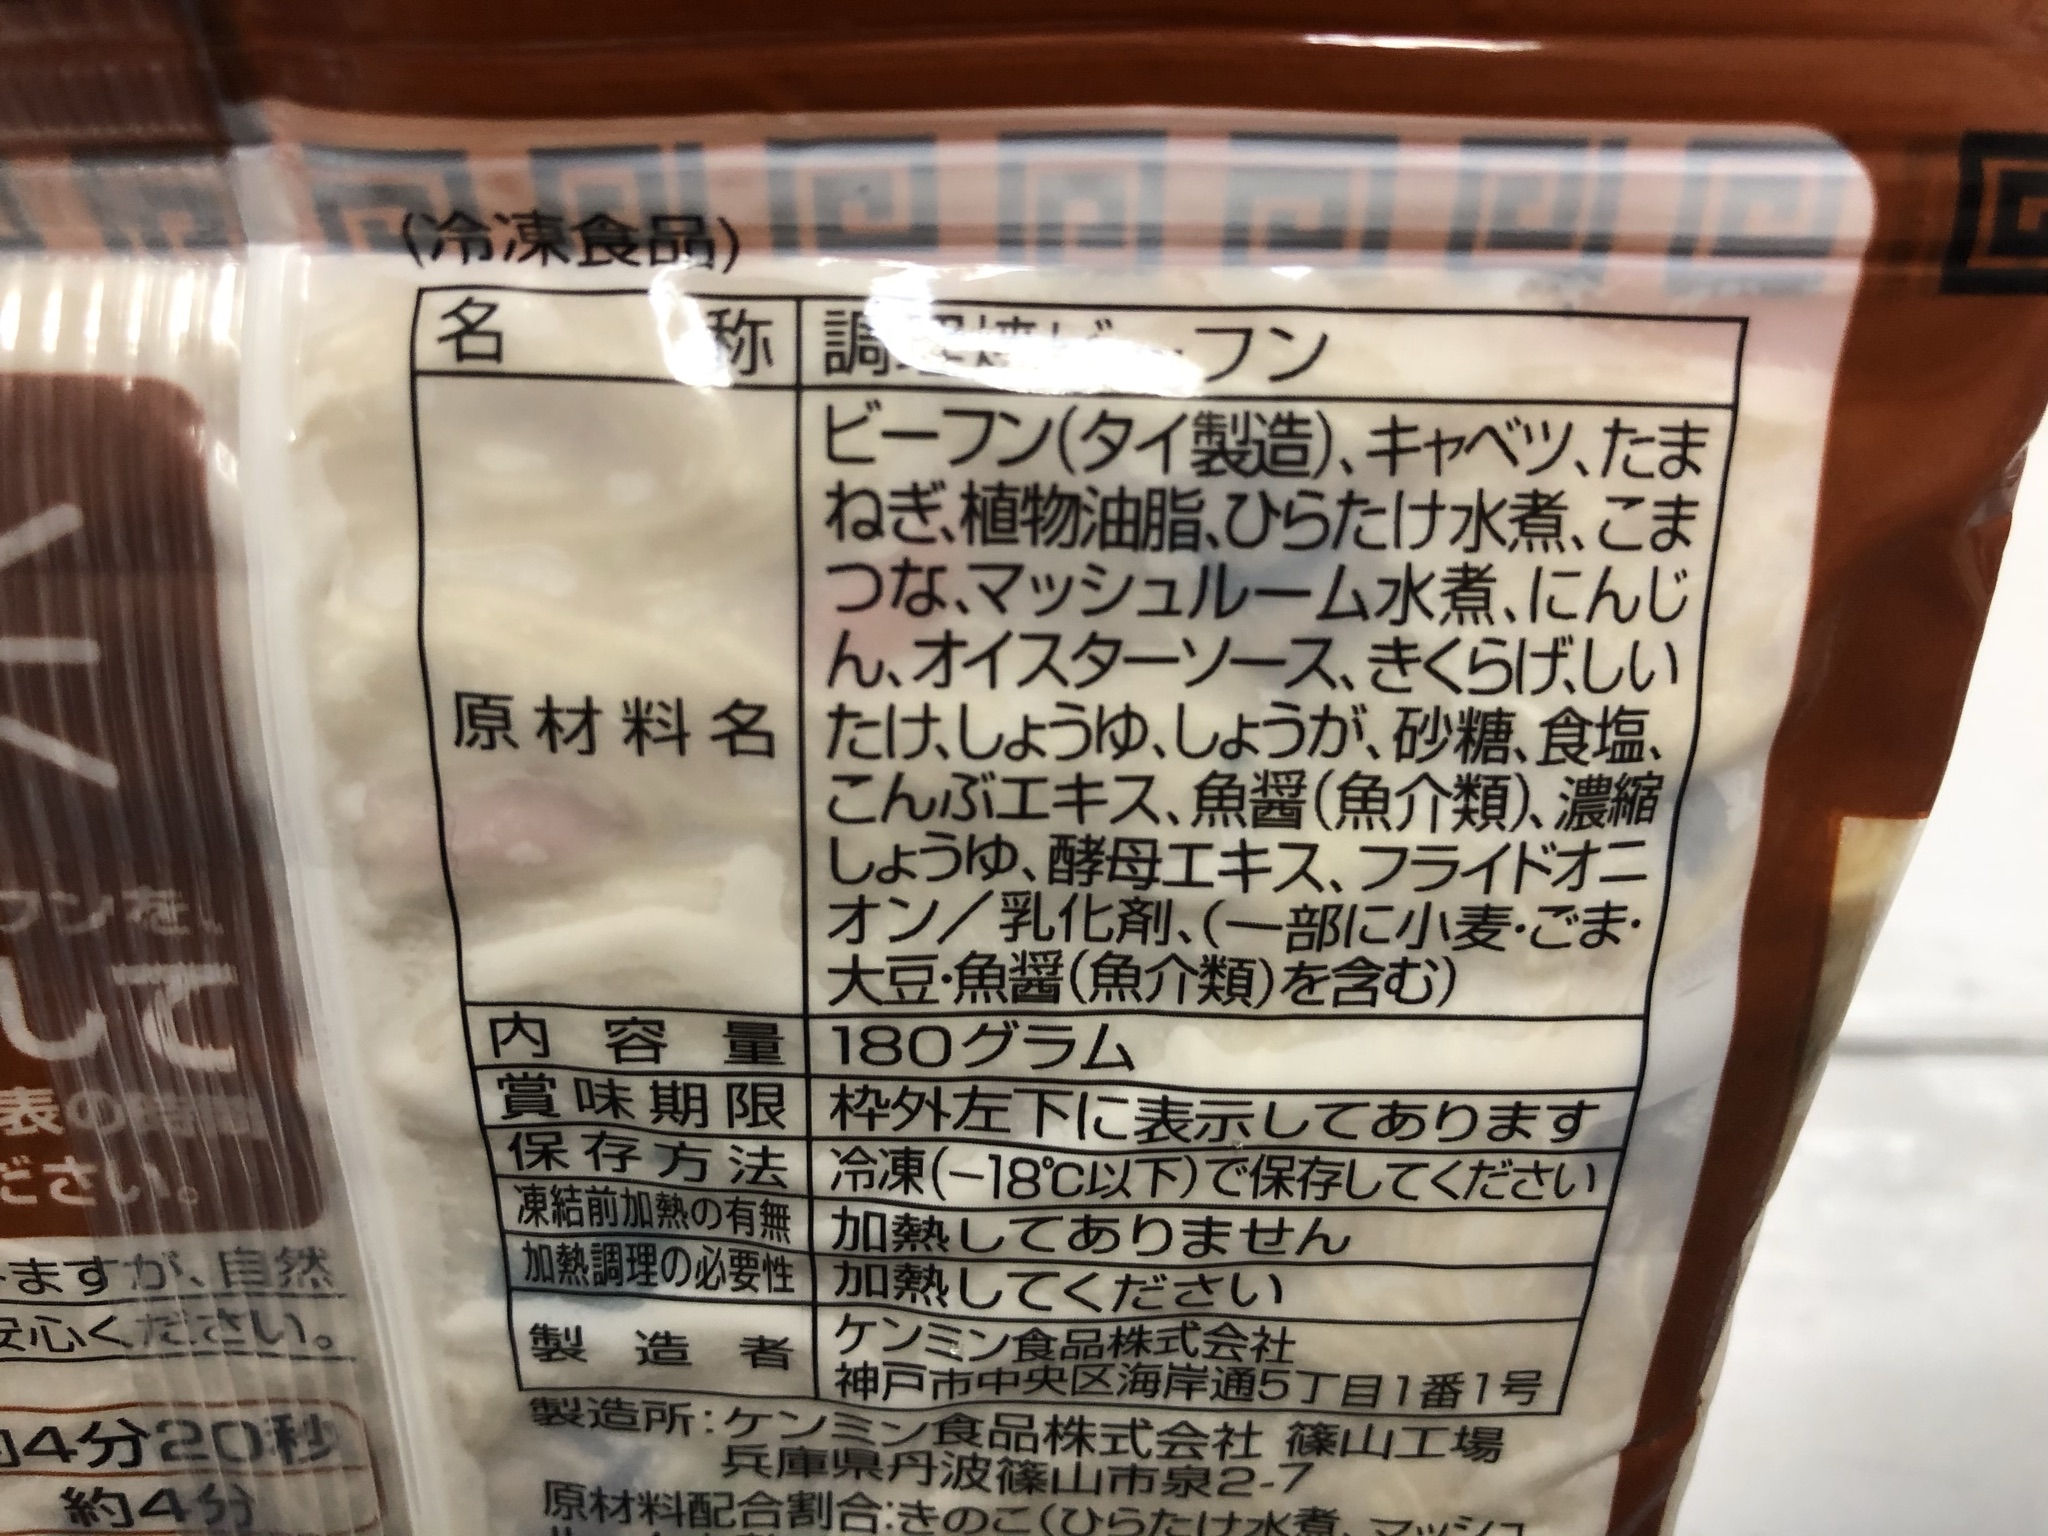 (冷凍食品)
名称 調理焼ビーフン
原材料名
ビーフン(タイ製造)、キャベツ、たま
ねぎ、植物油脂、ひらたけ水煮、こま
つな、マッシュルーム水煮、にんじ
ん、オイスターソース、きくらげ、しい
たけ、しょうゆ、しょうが、砂糖、食塩、
こんぶエキス、魚醤(魚介類)、濃縮
しょうゆ、酵母エキス、フライドオニ
オン/乳化剤、(一部に小麦・ごま・
大豆・魚醤(魚介類)を含む)
内容量 180グラム
賞味期限 枠外左下に表示してあります
保存方法 冷凍(-18℃以下)で保存してください
凍結前加熱の有無 加熱してありません
加熱調理の必要性 加熱してください
製造者 ケンミン食品株式会社
神戸市中央区海岸通5丁目1番1号
製造所:ケンミン食品株式会社 篠山工場
兵庫県丹波篠山市泉2-7
原材料配合割合:きのこ(ひらたけ水煮、マッシュ
フンを、
して
表の時間
ださい。
ますが、自然
安心ください。
約4分20秒
約4分